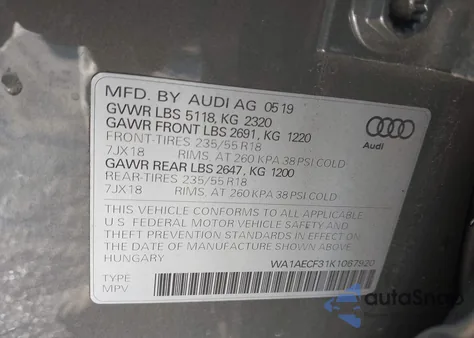 MFD. BY AUDI AG 05 19
GVWR LBS 5118, KG 2320
GAWR FRONT LBS 2691, KG 1220
FRONT-TIRES 235/55 R18
7JX18 RIMS, AT 260 KPA 38 PSI COLD
GAWR REAR LBS 2647, KG 1200
REAR-TIRES 235/55 R18
7JX18 RIMS, AT 260 KPA 38 PSI COLD
Audi
THIS VEHICLE CONFORMS TO ALL APPLICABLE
U.S. FEDERAL MOTOR VEHICLE SAFETY AND
THEFT PREVENTION STANDARDS IN EFFECT ON
THE DATE OF MANUFACTURE SHOWN ABOVE
HUNGARY WA1AECF31K1067920
TYPE
MPV
autoSnap